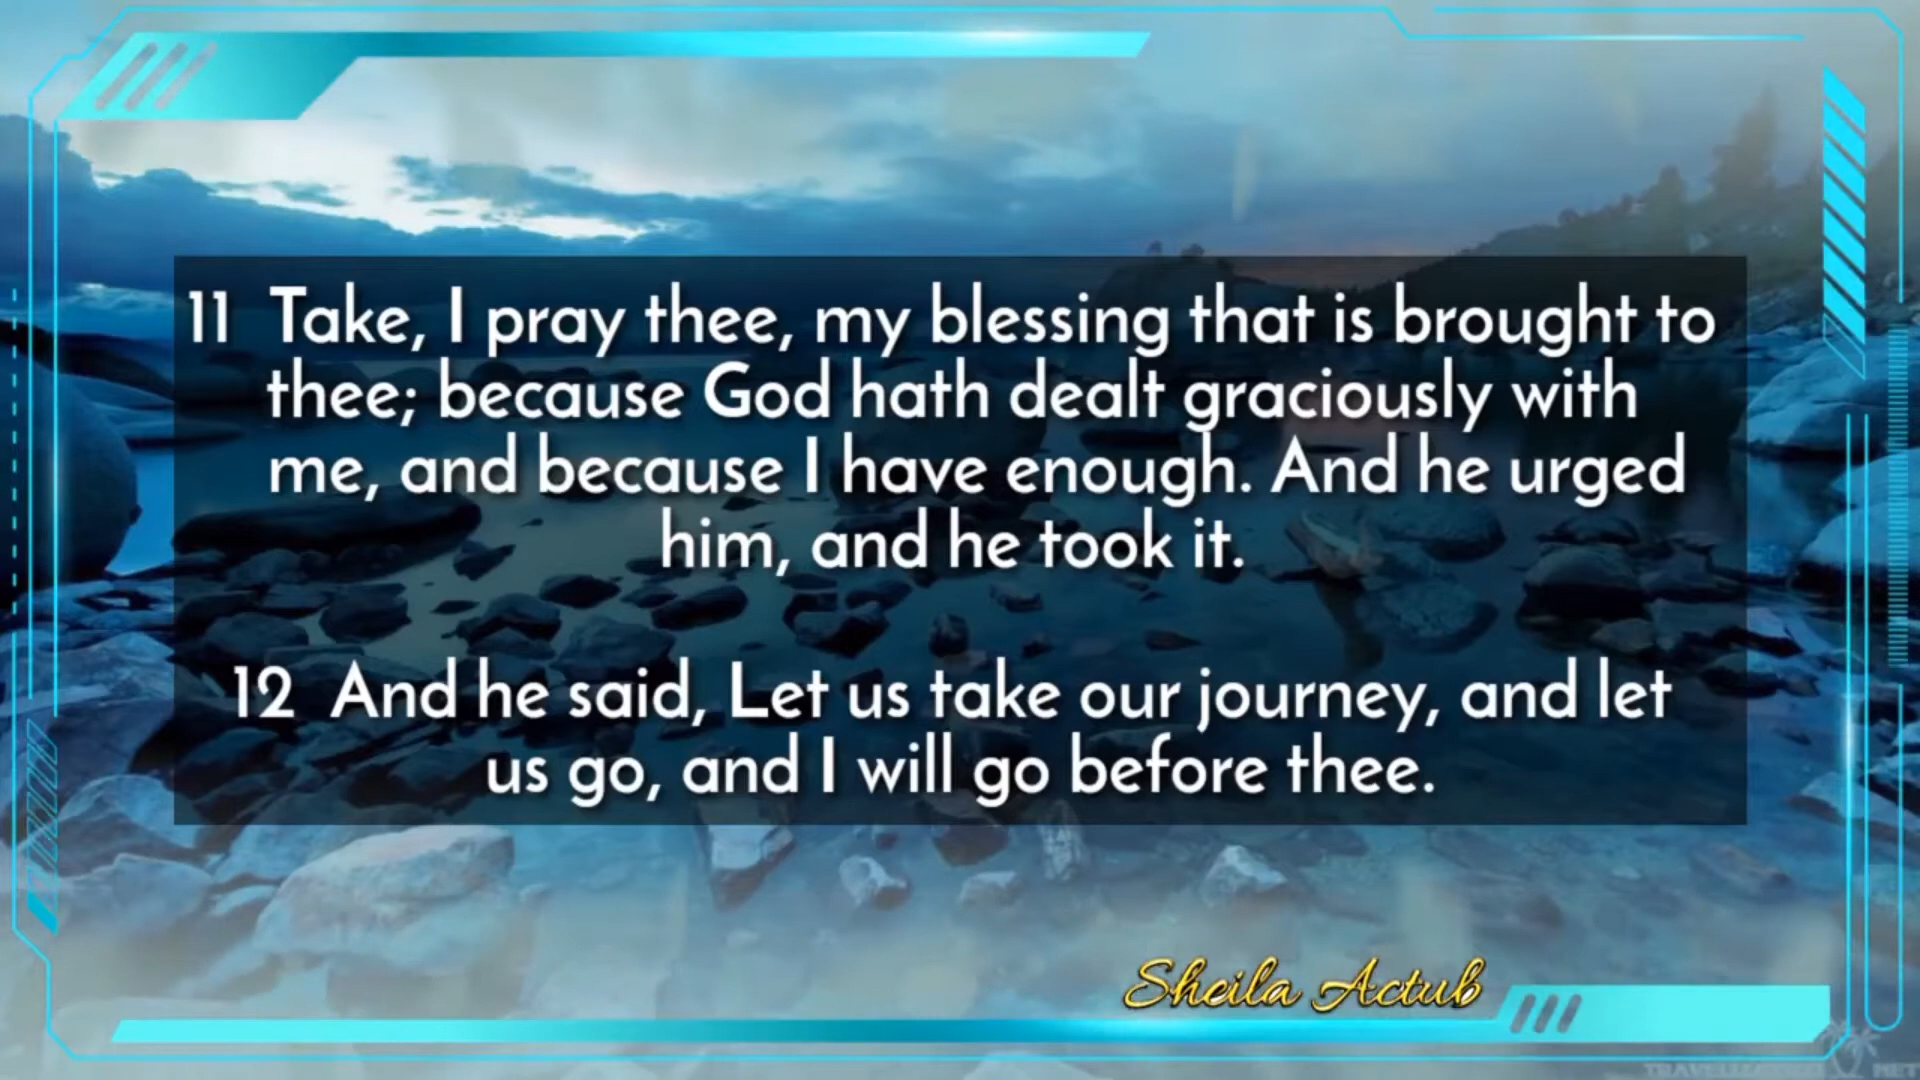 11 Take, I pray thee, my blessing that is brought to
thee; because God hath dealt graciously with
me, and because I have enough. And he urged
him, and he took it.
12 And he said, Let us take our journey, and let
us go, and I will go before thee.
Sheila Actub